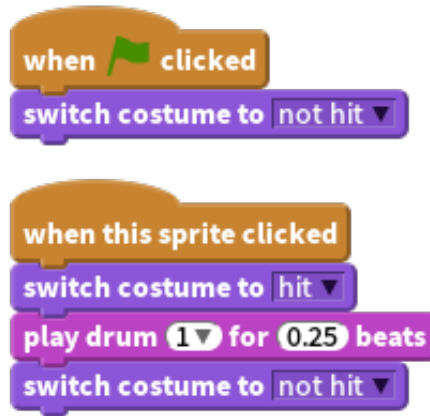 when clicked
switch costume to not hit
when this sprite clicked
switch costume to hit
play drum 1 for 0.25 beats
switch costume to not hit